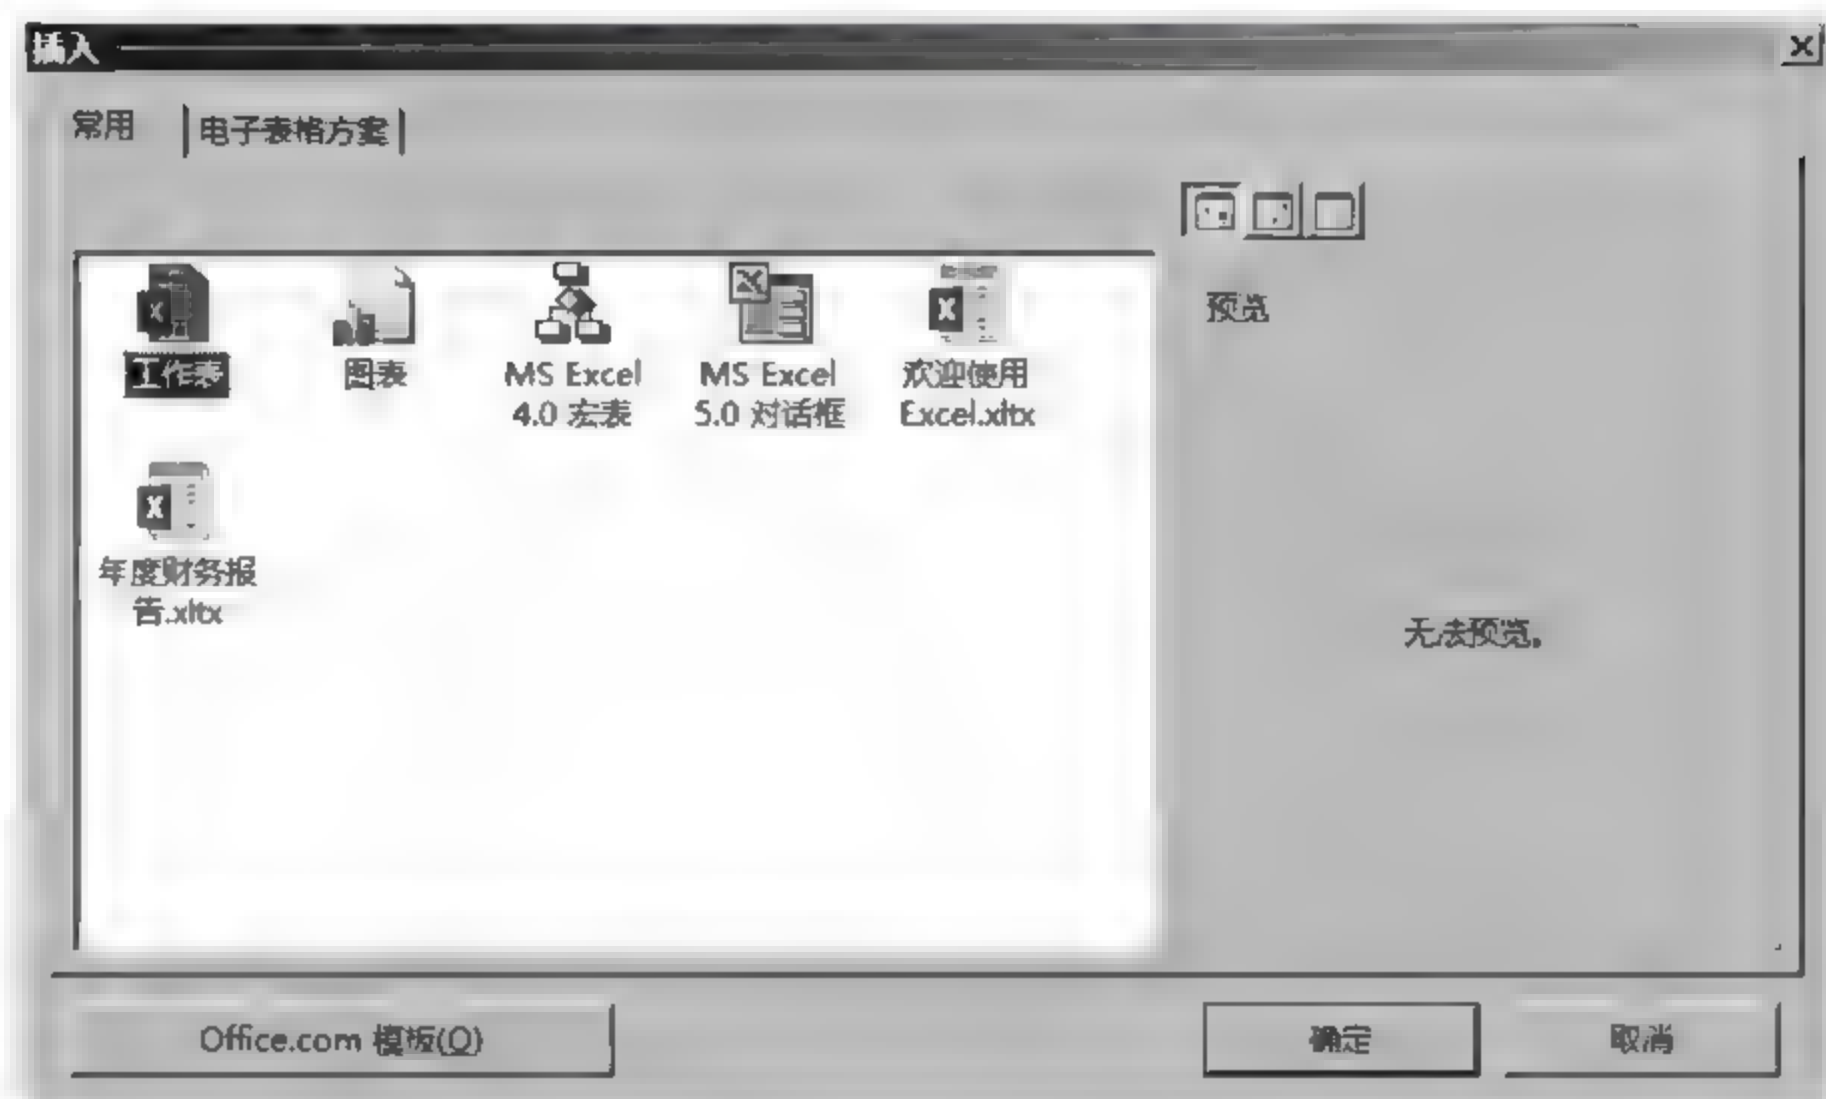 插入
常用 电子表格方案
预览
工作表 图表 MS Excel 4.0 宏表 MS Excel 5.0 对话框 欢迎使用 Excel.xltx
年度财务报告.xltx
无法预览。
Office.com 模板(O) 确定 取消